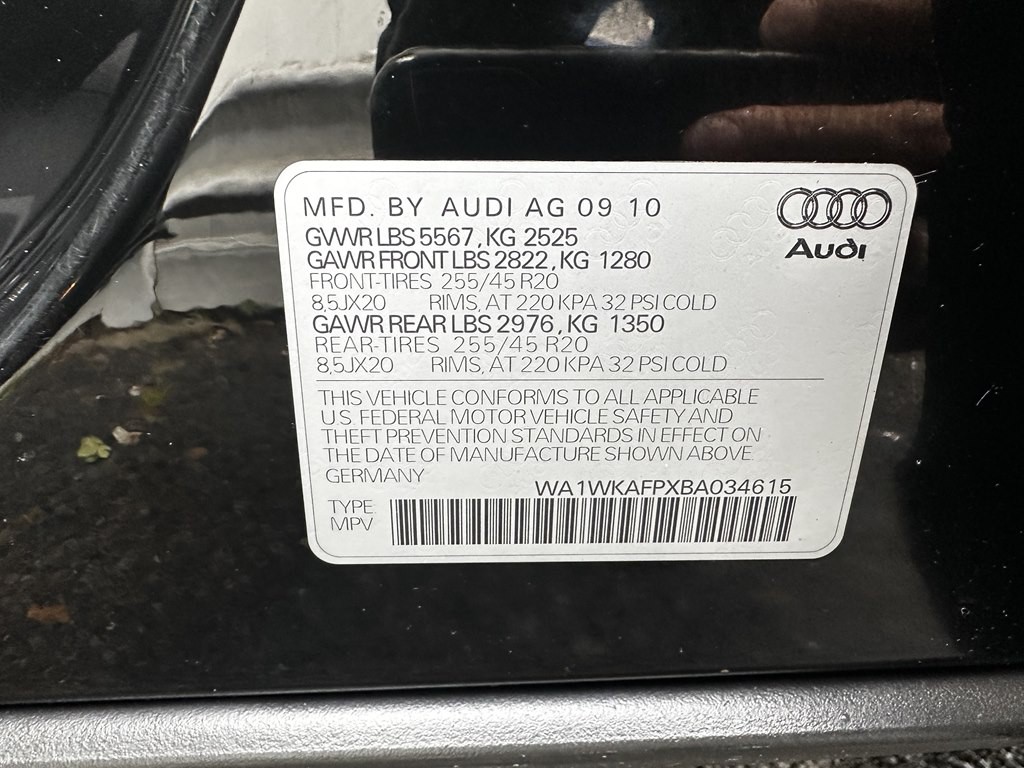 MFD. BY AUDI AG 09 10
GVWR LBS 5567, KG 2525
GAWR FRONT LBS 2822, KG 1280
FRONT-TIRES 255/45 R20
8,5JX20 RIMS, AT 220 KPA 32 PSI COLD
GAWR REAR LBS 2976, KG 1350
REAR-TIRES 255/45 R20
8,5JX20 RIMS, AT 220 KPA 32 PSI COLD
Audi
THIS VEHICLE CONFORMS TO ALL APPLICABLE
U.S. FEDERAL MOTOR VEHICLE SAFETY AND
THEFT PREVENTION STANDARDS IN EFFECT ON
THE DATE OF MANUFACTURE SHOWN ABOVE.
GERMANY
WA1WKAFPXBA034615
TYPE
MPV